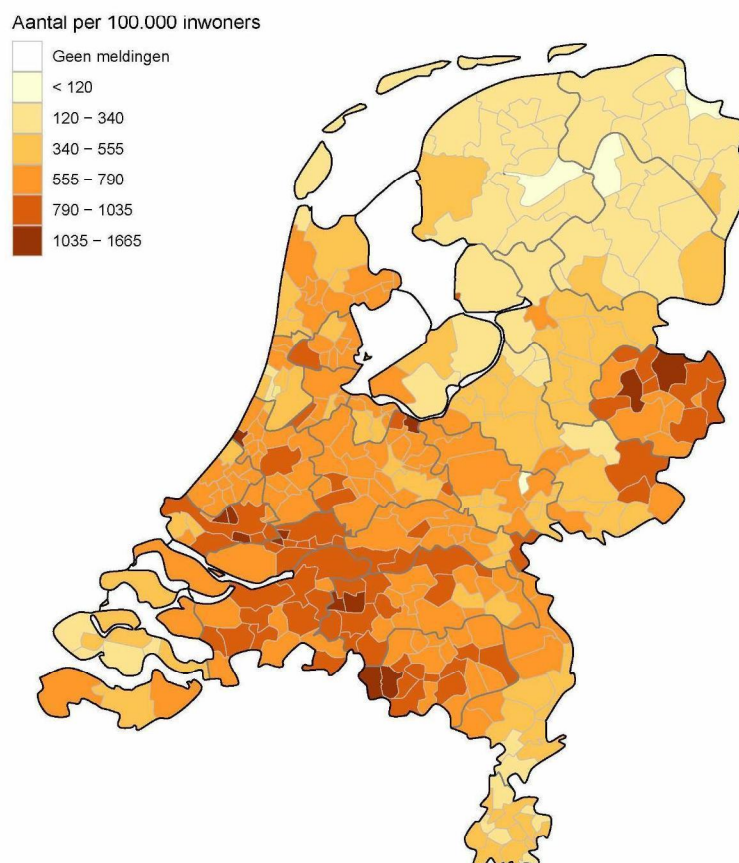 Aantal per 100.000 inwoners
Geen meldingen
< 120
120 – 340
340 – 555
555 – 790
790 – 1035
1035 – 1665